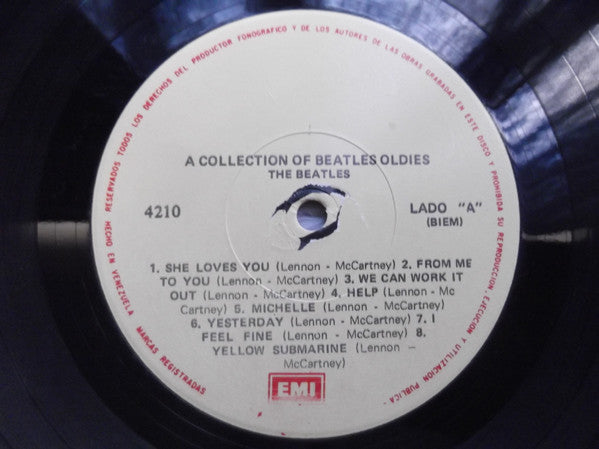 HECHO EN VENEZUELA RESERVADOS TODOS LOS DERECHOS DEL PRODUCTOR FONOGRAFICO Y DE LOS AUTORES DE LAS OBRAS GRABADAS EN ESTE DISCO Y PROHIBIDA SU REPRODUCCION, EJECUCION Y UTILIZACION PUBLICA
MARCAS REGISTRADAS
A COLLECTION OF BEATLES OLDIES
THE BEATLES
4210
LADO "A"
(BIEM)
1. SHE LOVES YOU (Lennon - McCartney) 2. FROM ME
TO YOU (Lennon - McCartney) 3. WE CAN WORK IT
OUT (Lennon - McCartney) 4. HELP (Lennon - Mc
Cartney) 5. MICHELLE (Lennon - McCartney)
6. YESTERDAY (Lennon - McCartney) 7. I
FEEL FINE (Lennon - McCartney) 8.
YELLOW SUBMARINE (Lennon –
McCartney)
EMI